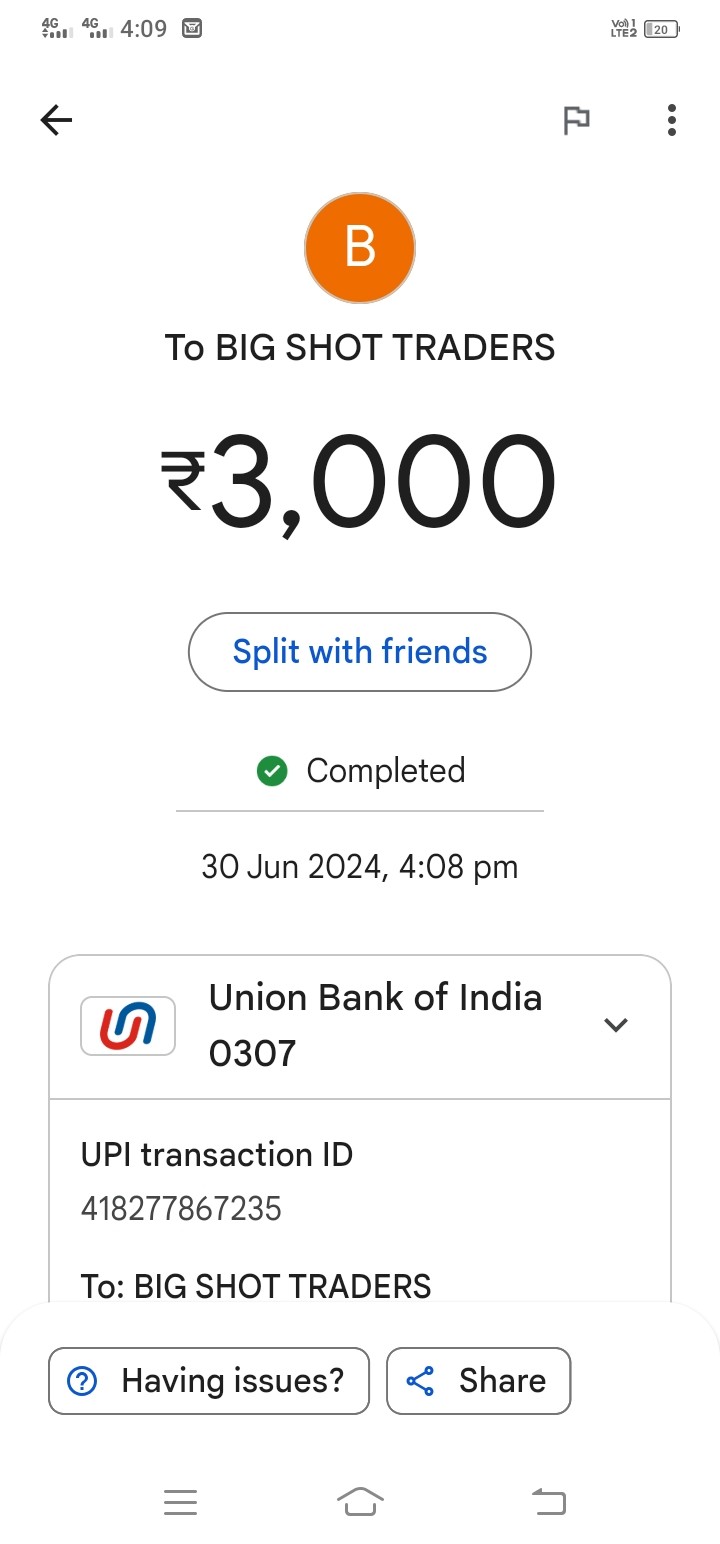 4G 4G 4:09 Vo) 1 LTE2 20
B
To BIG SHOT TRADERS
₹3,000
Split with friends
Completed
30 Jun 2024, 4:08 pm
Union Bank of India
0307
UPI transaction ID
418277867235
To: BIG SHOT TRADERS
Having issues? Share